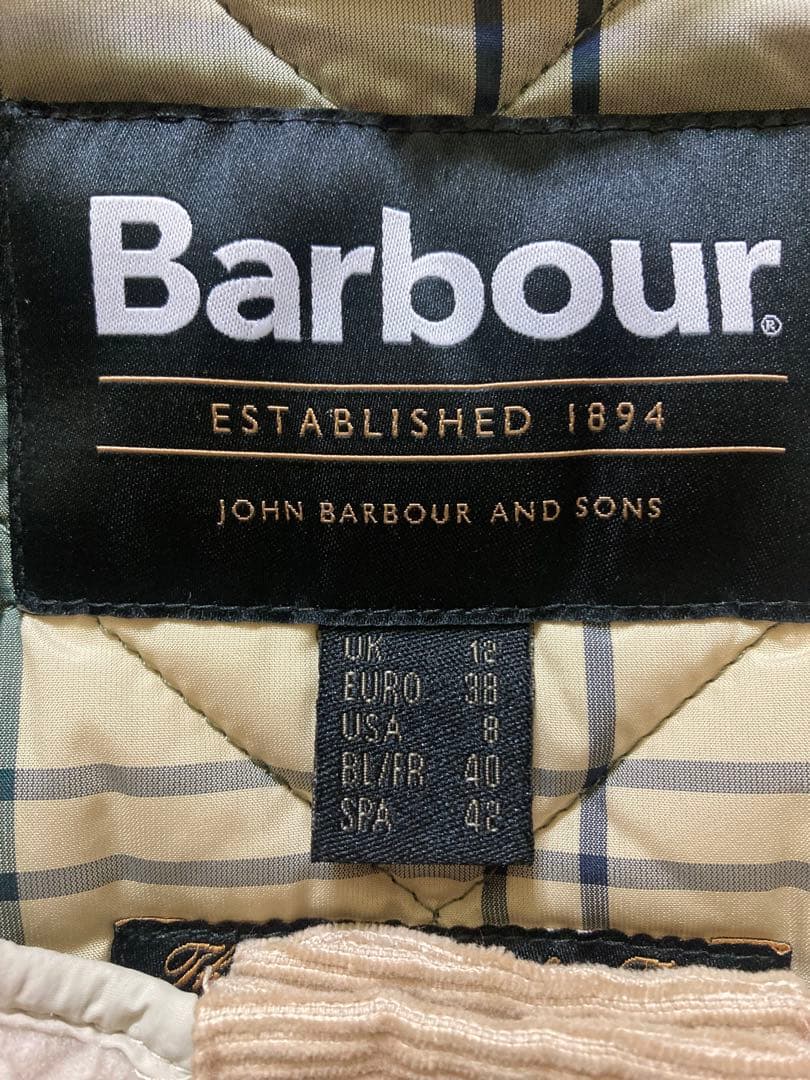 Barbour®
ESTABLISHED 1894
JOHN BARBOUR AND SONS
UK 12
EURO 38
USA 8
BL/FR 40
SPA 42